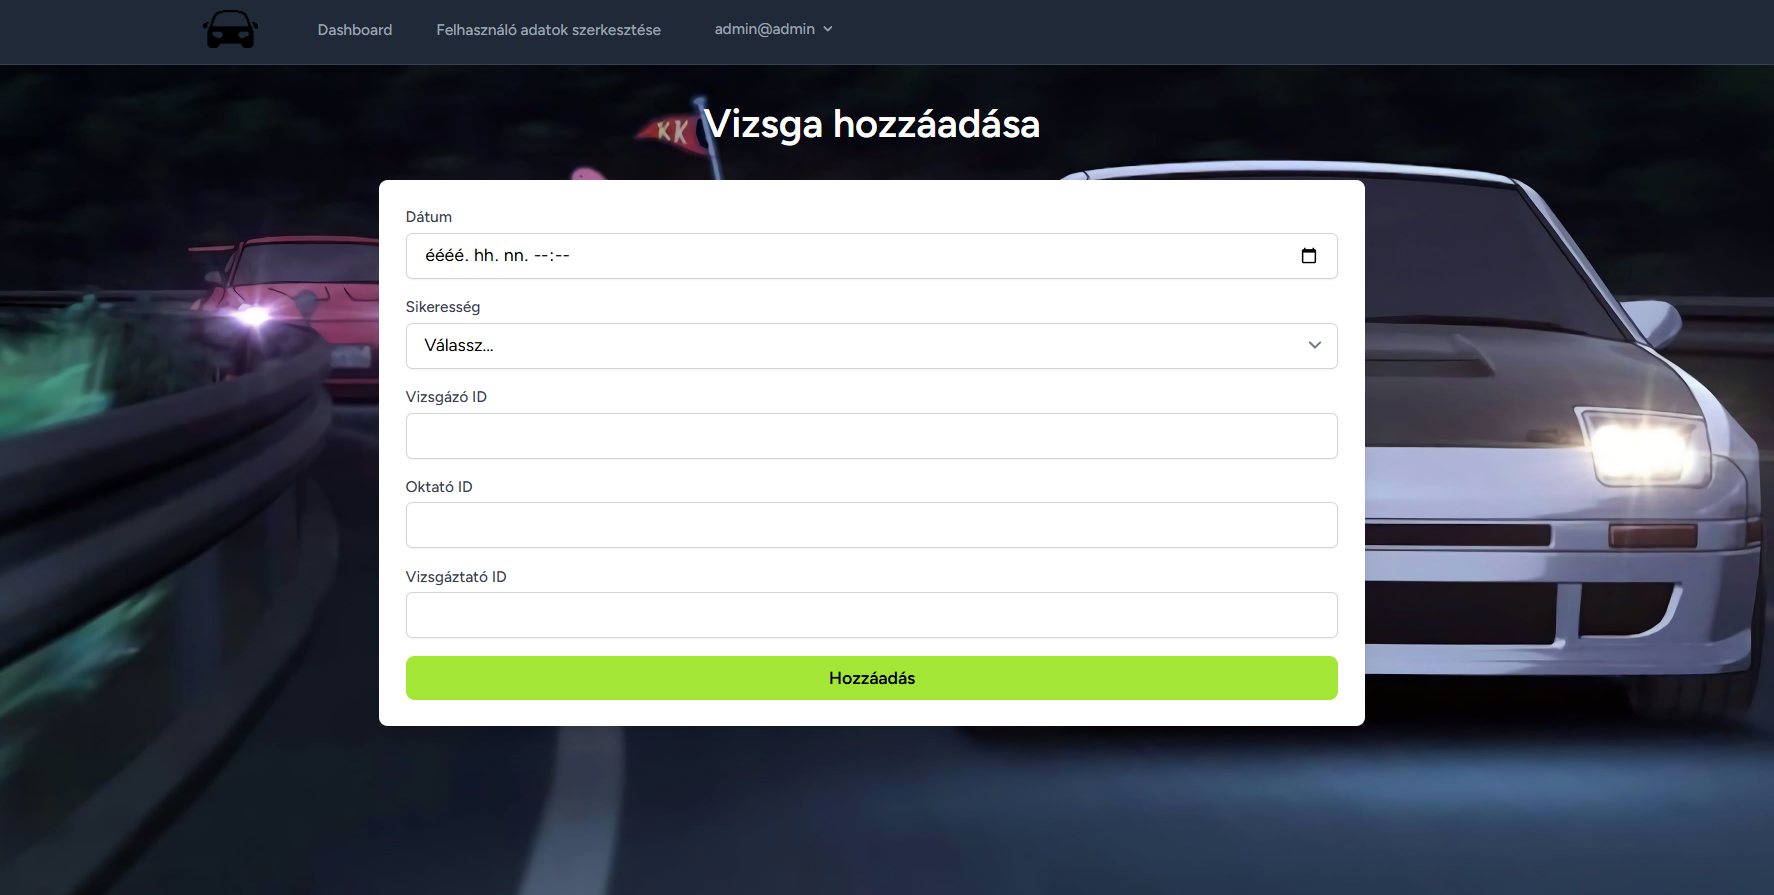 Dashboard
Felhasználó adatok szerkesztése
admin@admin
KK
Vizsga hozzáadása
Dátum
éééé. hh. nn. --:--
Sikeresség
Válassz...
Vizsgázó ID
Oktató ID
Vizsgáztató ID
Hozzáadás